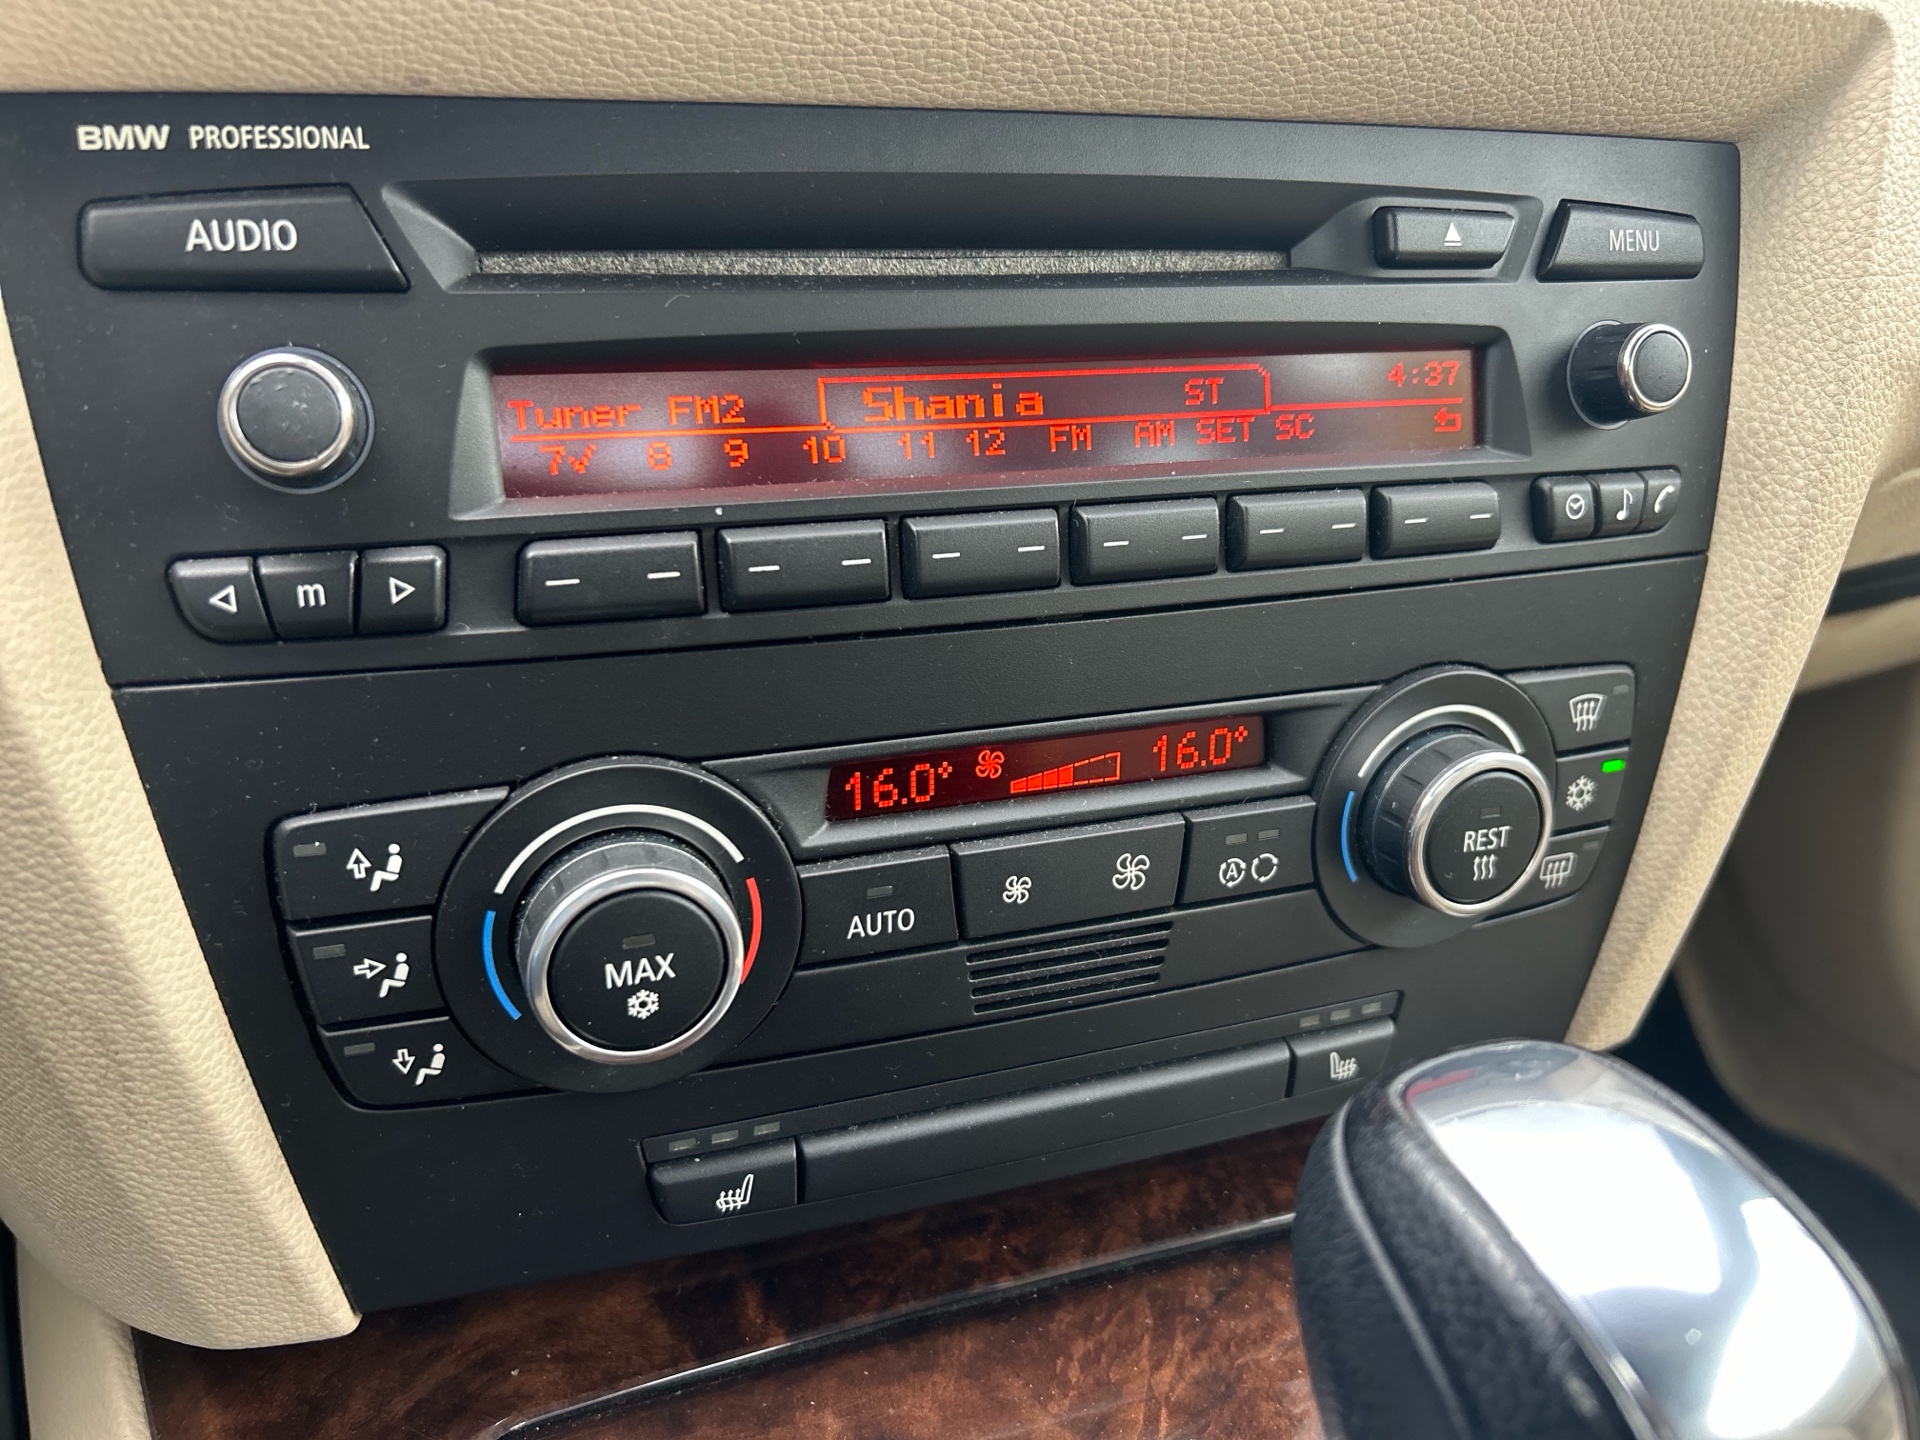 BMW PROFESSIONAL
AUDIO
MENU
Tuner FM2 Shania ST 4:37
7✓ 8 9 10 11 12 FM AM SET SC
m
16.0° 16.0°
AUTO
A
MAX
REST